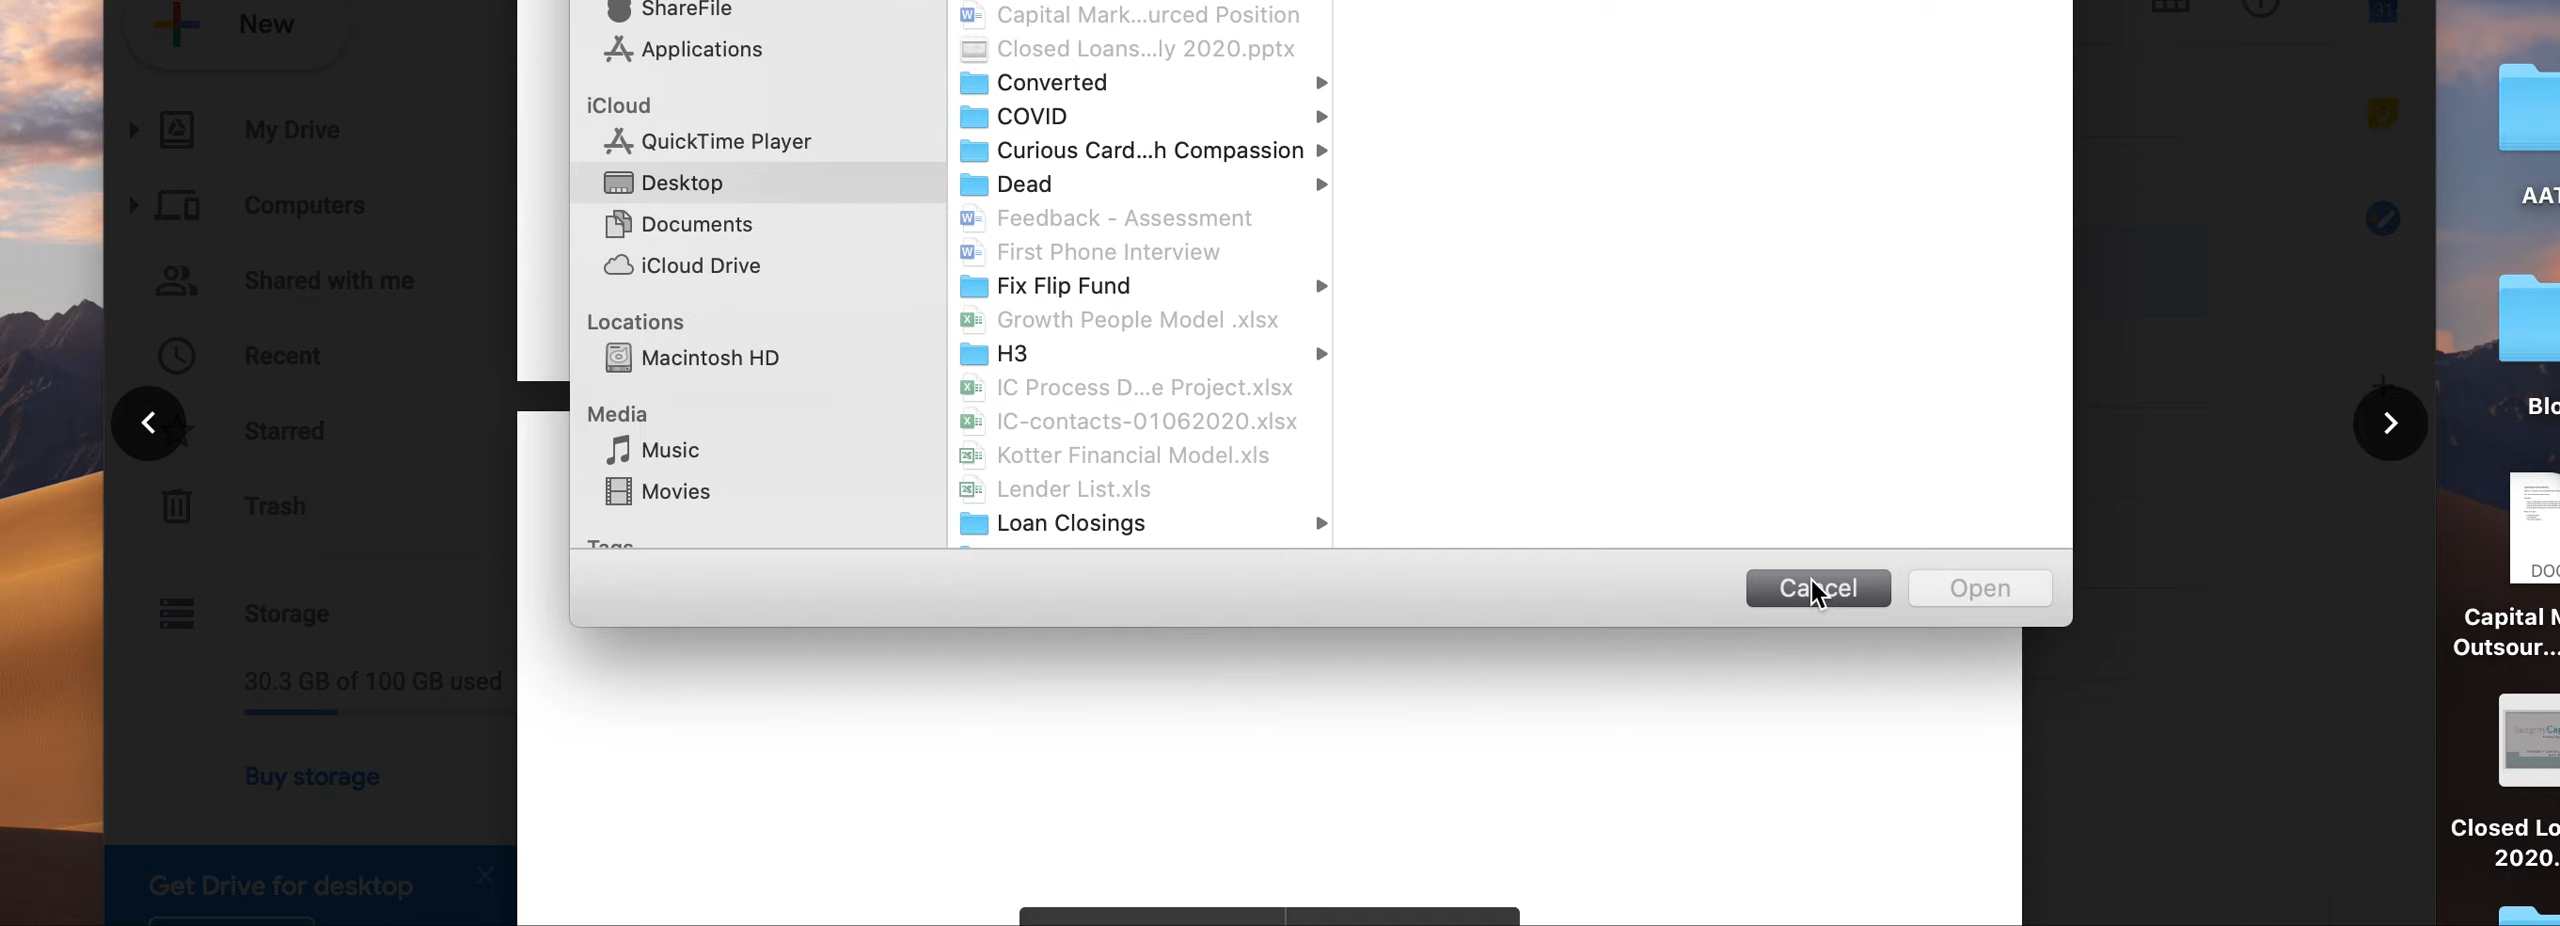 New
My Drive
Computers
Shared with me
Recent
Starred
Trash
Storage
30.3 GB of 100 GB used
Buy storage
Get Drive for desktop
ShareFile
Applications
iCloud
QuickTime Player
Desktop
Documents
iCloud Drive
Locations
Macintosh HD
Media
Music
Movies
Tags
Capital Mark...urced Position
Closed Loans...ly 2020.pptx
Converted
COVID
Curious Card...h Compassion
Dead
Feedback - Assessment
First Phone Interview
Fix Flip Fund
Growth People Model .xlsx
H3
IC Process D...e Project.xlsx
IC-contacts-01062020.xlsx
Kotter Financial Model.xls
Lender List.xls
Loan Closings
Cancel
Open
31
AAT
Blo
DOC
Capital M
Outsour...
Closed Lo
2020.